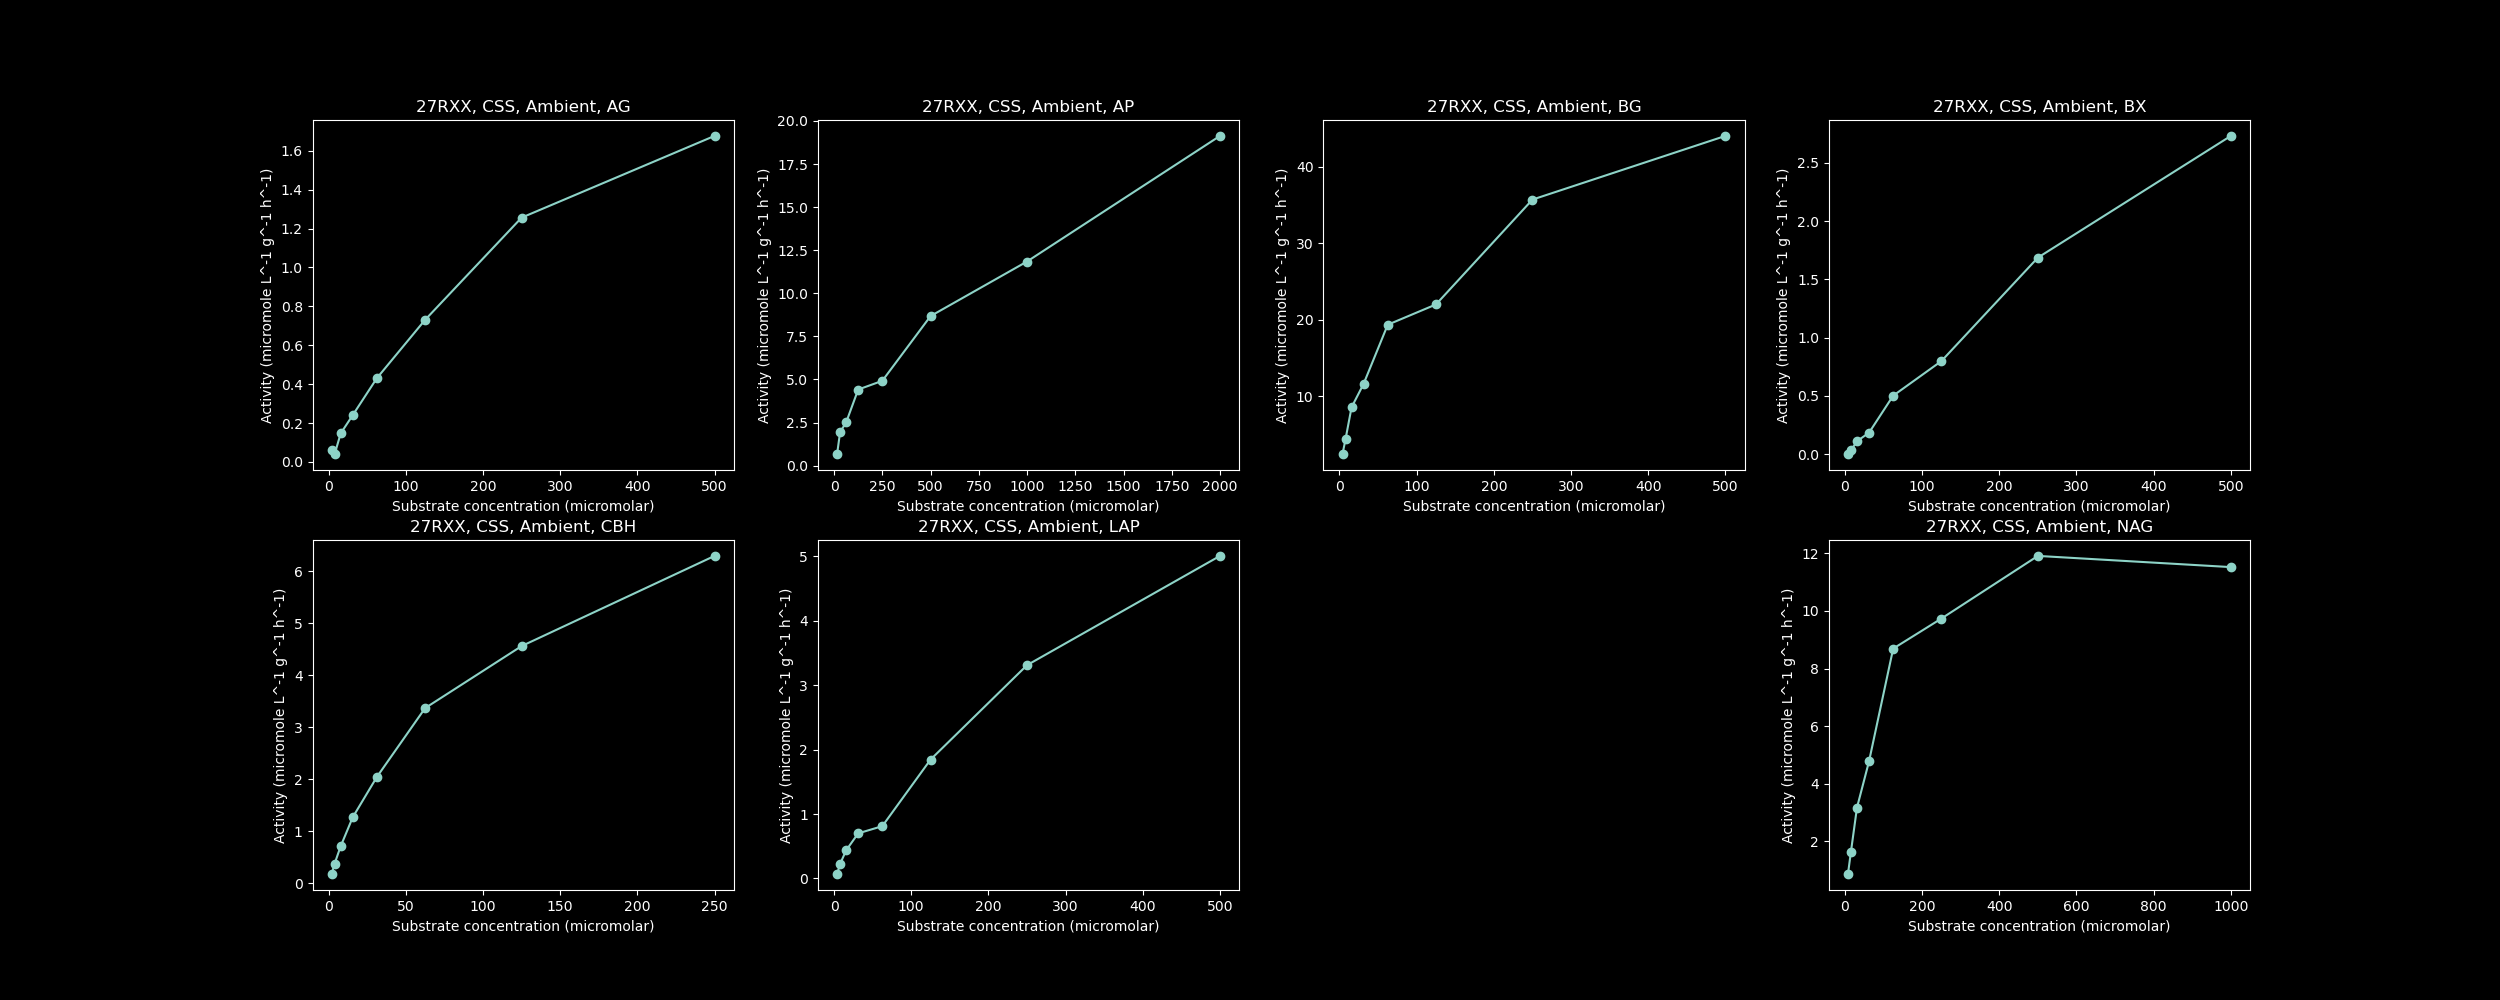 27RXX, CSS, Ambient, AG
Activity (micromole L^-1 g^-1 h^-1)
1.6
1.4
1.2
1.0
0.8
0.6
0.4
0.2
0.0
0 100 200 300 400 500
Substrate concentration (micromolar)
27RXX, CSS, Ambient, AP
Activity (micromole L^-1 g^-1 h^-1)
20.0
17.5
15.0
12.5
10.0
7.5
5.0
2.5
0.0
0 250 500 750 1000 1250 1500 1750 2000
Substrate concentration (micromolar)
27RXX, CSS, Ambient, BG
Activity (micromole L^-1 g^-1 h^-1)
40
30
20
10
0 100 200 300 400 500
Substrate concentration (micromolar)
27RXX, CSS, Ambient, BX
Activity (micromole L^-1 g^-1 h^-1)
2.5
2.0
1.5
1.0
0.5
0.0
0 100 200 300 400 500
Substrate concentration (micromolar)
27RXX, CSS, Ambient, CBH
Activity (micromole L^-1 g^-1 h^-1)
6
5
4
3
2
1
0
0 50 100 150 200 250
Substrate concentration (micromolar)
27RXX, CSS, Ambient, LAP
Activity (micromole L^-1 g^-1 h^-1)
5
4
3
2
1
0
0 100 200 300 400 500
Substrate concentration (micromolar)
27RXX, CSS, Ambient, NAG
Activity (micromole L^-1 g^-1 h^-1)
12
10
8
6
4
2
0 200 400 600 800 1000
Substrate concentration (micromolar)